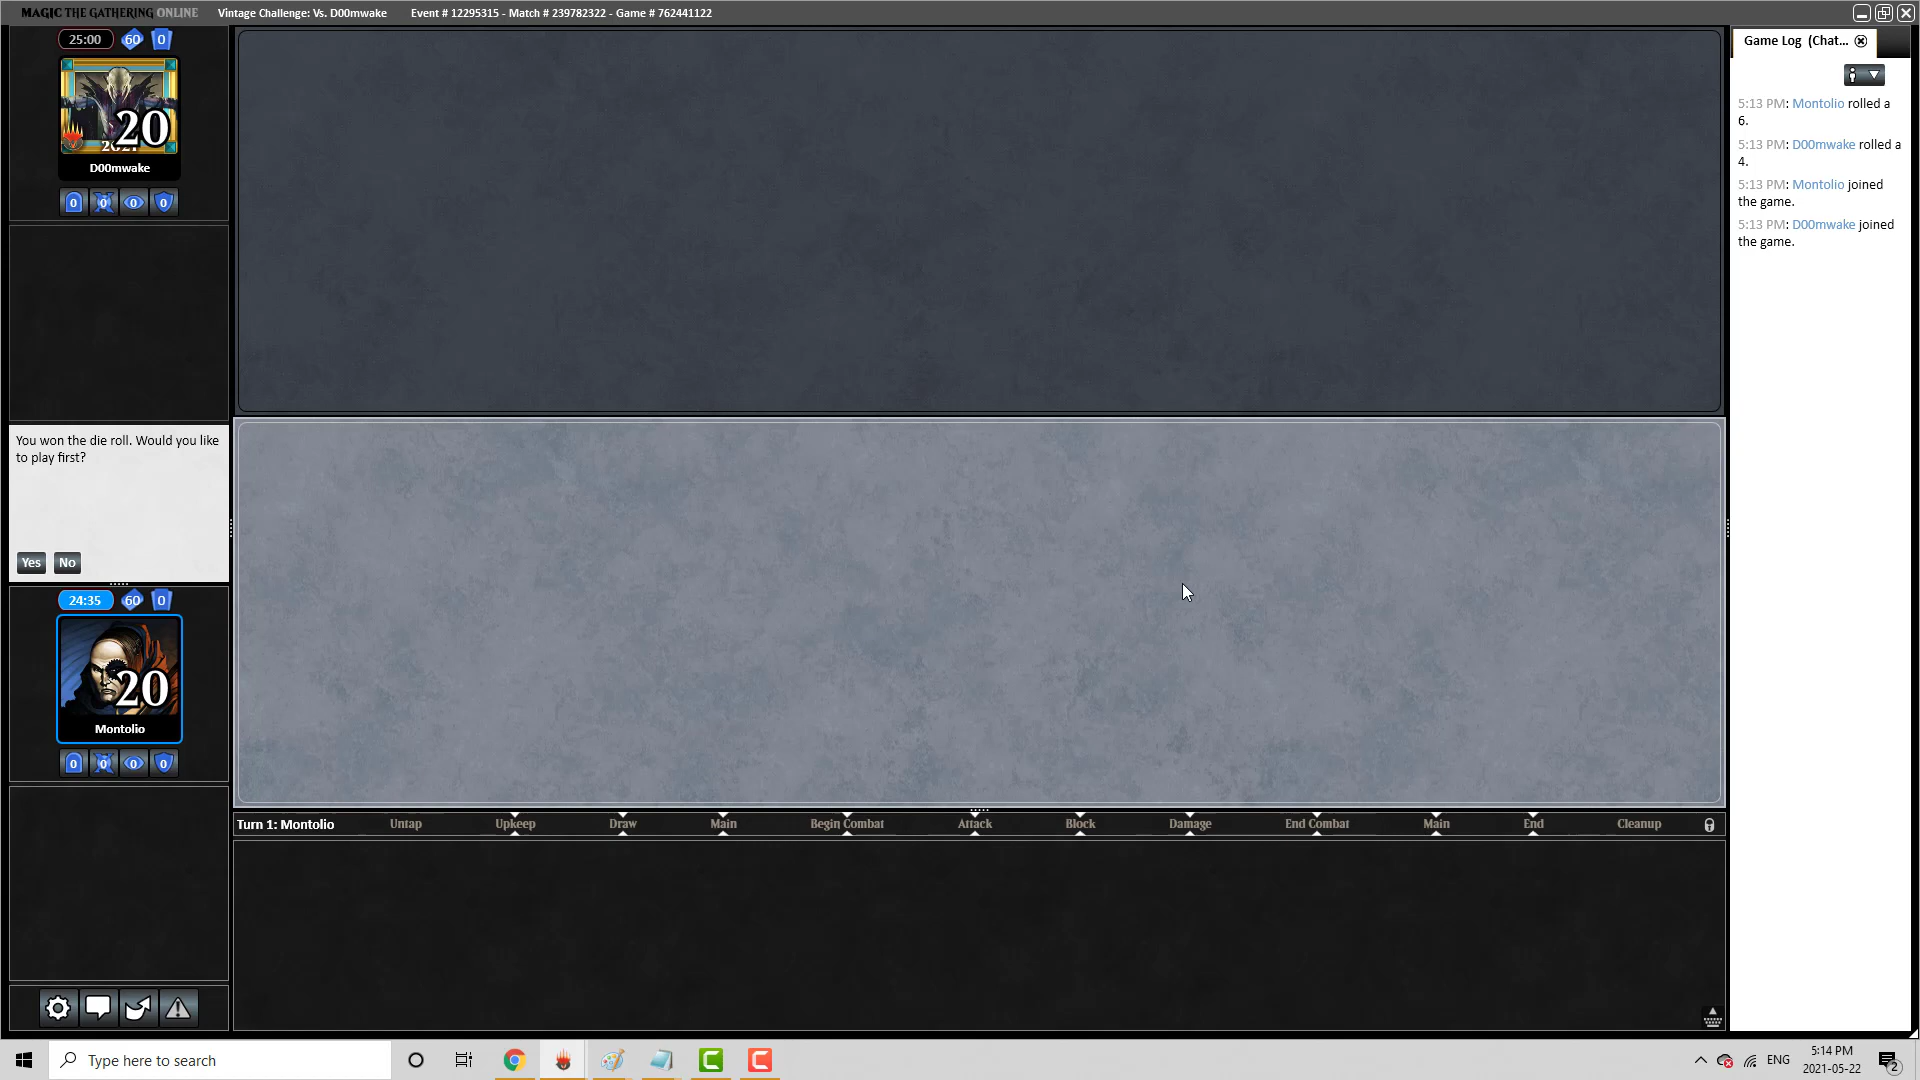 MAGIC THE GATHERING ONLINE
Vintage Challenge: Vs. D00mwake
Event # 12295315 - Match # 239782322 - Game # 762441122
25:00
60
0
20
2021
D00mwake
0
0
0
0
You won the die roll. Would you like
to play first?
Yes
No
24:35
60
0
20
Montolio
0
0
0
0
Turn 1: Montolio
Untap
Upkeep
Draw
Main
Begin Combat
Attack
Block
Damage
End Combat
Main
End
Cleanup
Game Log (Chat...
5:13 PM: Montolio rolled a
6.
5:13 PM: D00mwake rolled a
4.
5:13 PM: Montolio joined
the game.
5:13 PM: D00mwake joined
the game.
Type here to search
ENG
5:14 PM
2021-05-22
2